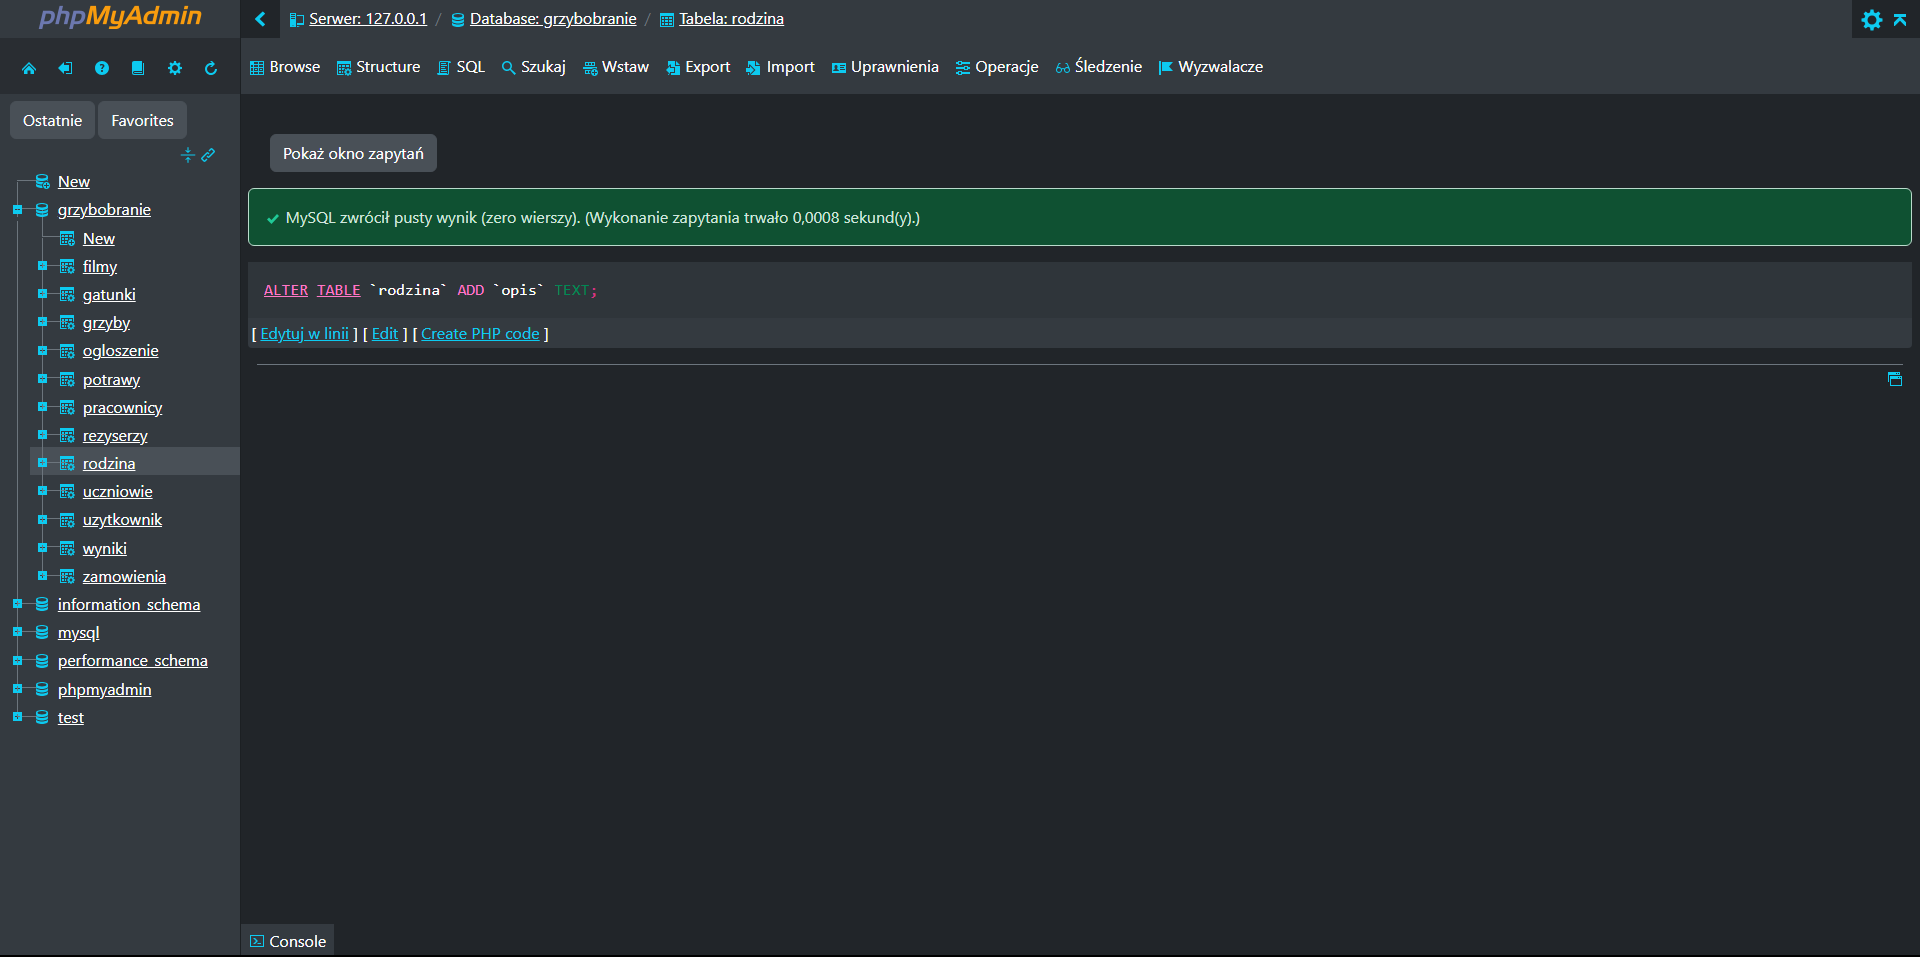 phpMyAdmin
Serwer: 127.0.0.1 / Database: grzybobranie / Tabela: rodzina
Browse Structure SQL Szukaj Wstaw Export Import Uprawnienia Operacje Śledzenie Wyzwalacze
Ostatnie Favorites
New
grzybobranie
New
filmy
gatunki
grzyby
ogloszenie
potrawy
pracownicy
rezyserzy
rodzina
uczniowie
uzytkownik
wyniki
zamowienia
information_schema
mysql
performance_schema
phpmyadmin
test
Pokaż okno zapytań
MySQL zwrócił pusty wynik (zero wierszy). (Wykonanie zapytania trwało 0,0008 sekund(y).)
ALTER TABLE `rodzina` ADD `opis` TEXT;
[ Edytuj w linii ] [ Edit ] [ Create PHP code ]
Console